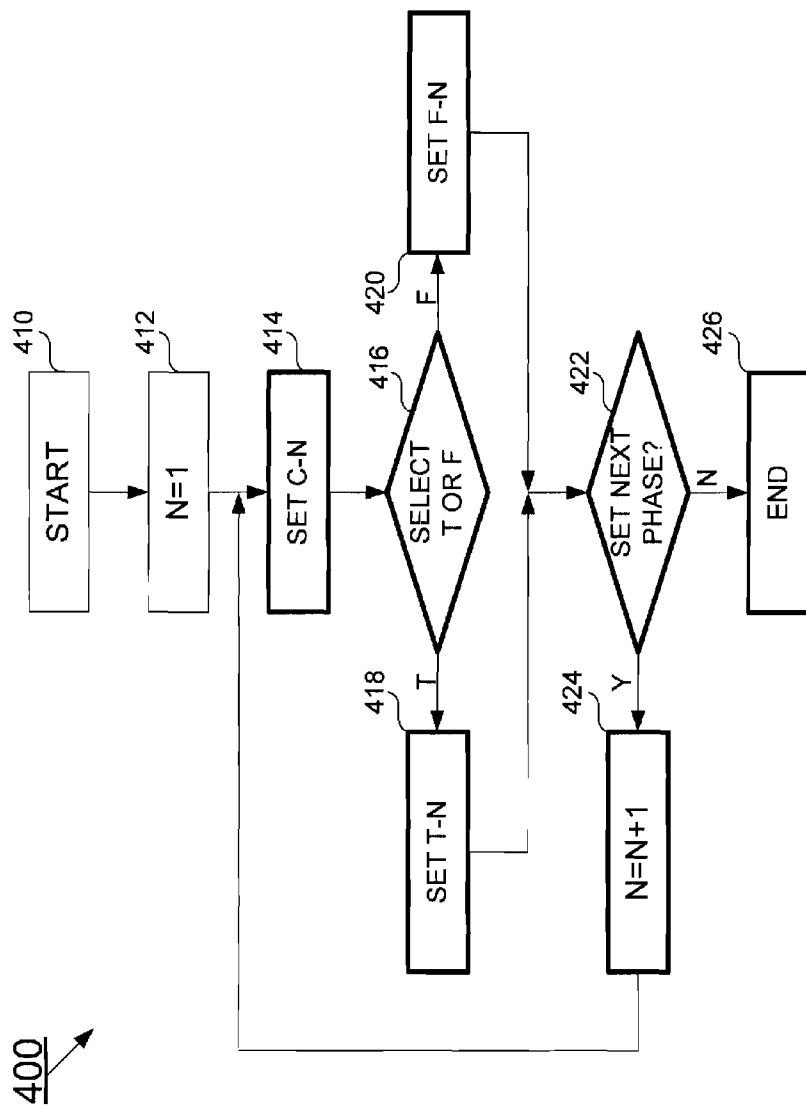 400
START
410
N=1
412
SET C-N
414
SELECT
T OR F
416
T
F
SET T-N
418
SET F-N
420
SET NEXT
PHASE?
422
Y
N
N=N+1
424
END
426